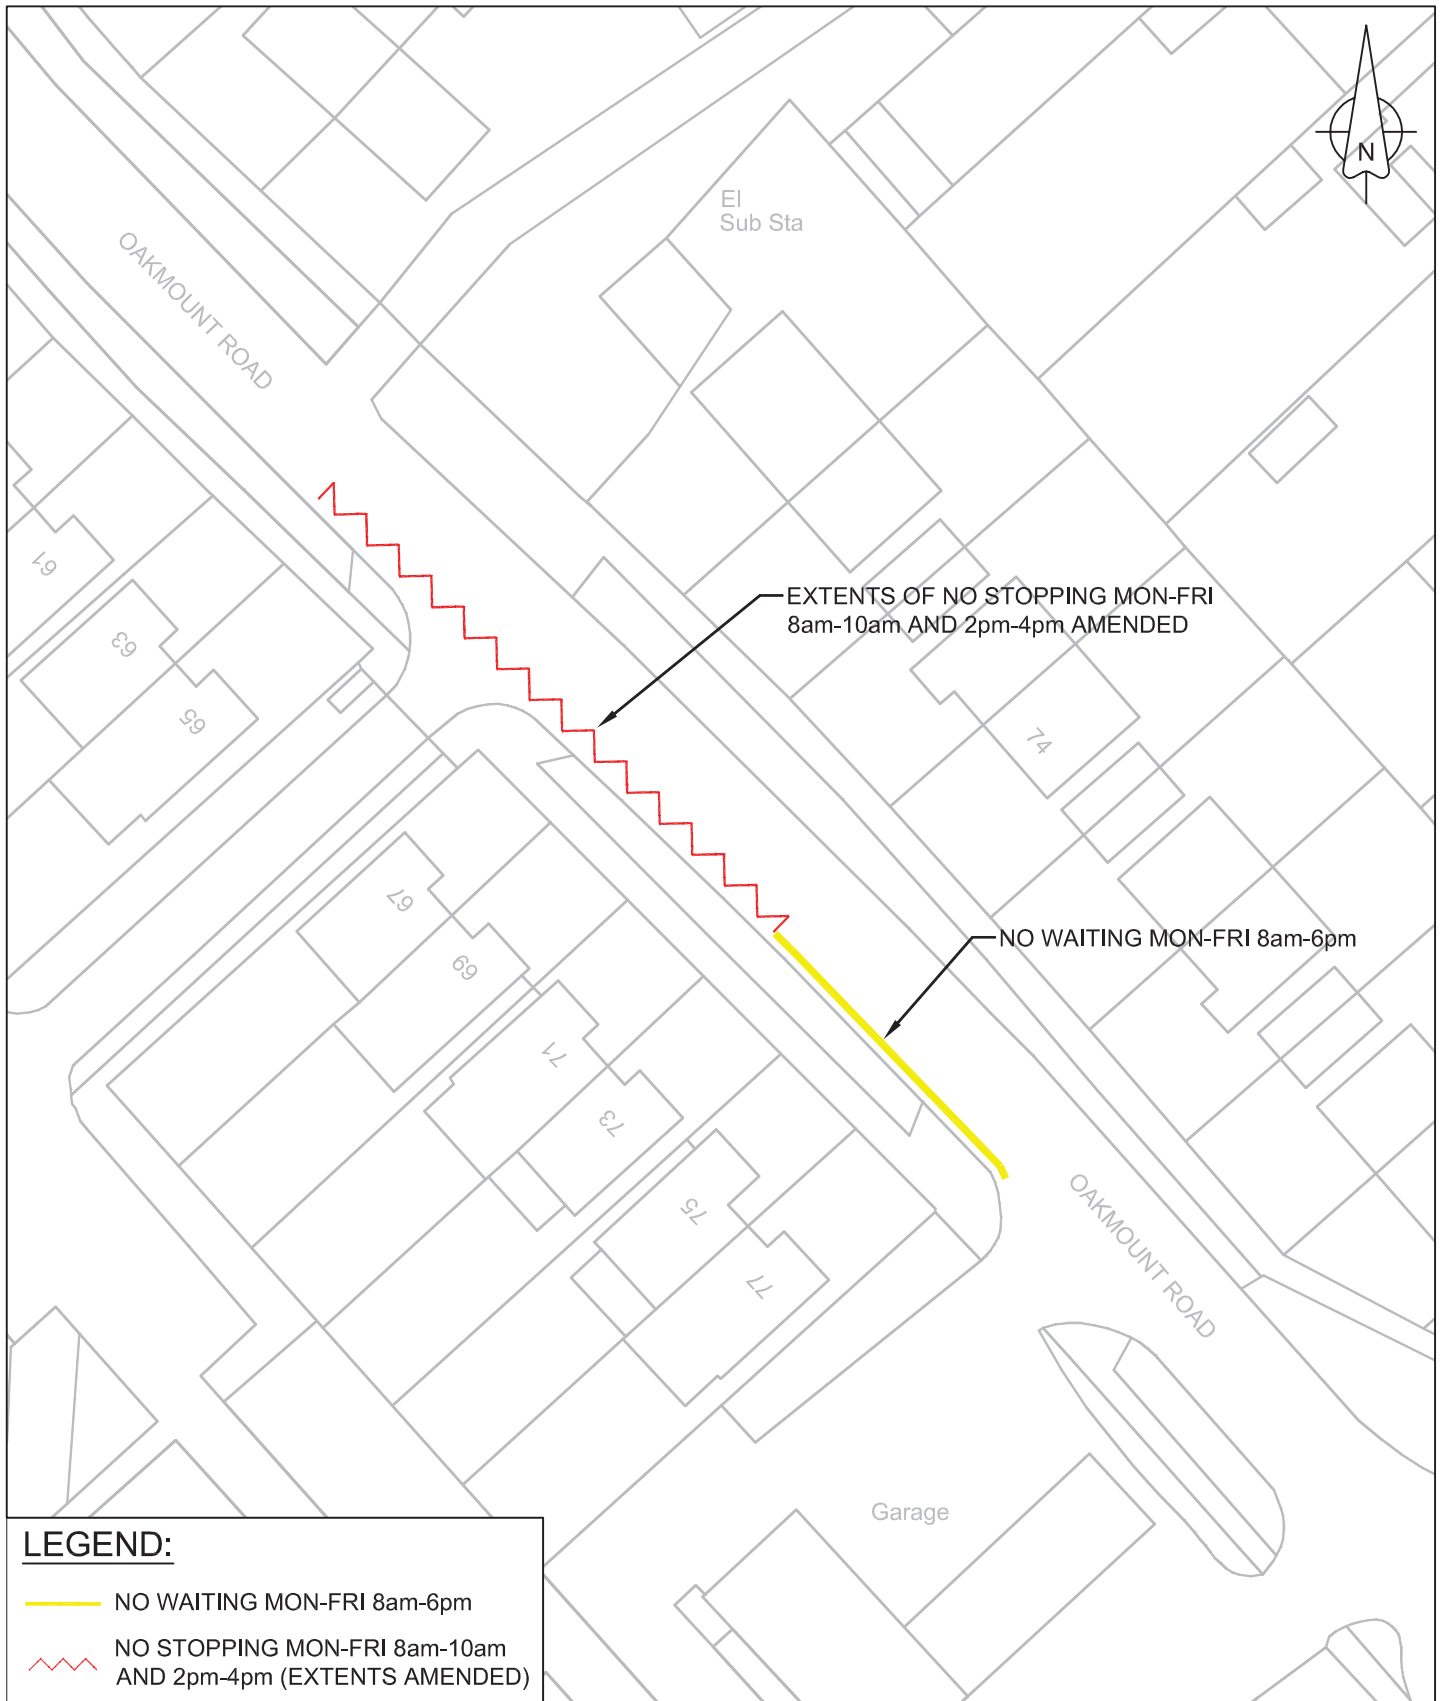 N
El
Sub Sta
OAKMOUNT ROAD
61
63
65
EXTENTS OF NO STOPPING MON-FRI
8am-10am AND 2pm-4pm AMENDED
74
67
69
NO WAITING MON-FRI 8am-6pm
71
73
75
77
OAKMOUNT ROAD
Garage
LEGEND:
NO WAITING MON-FRI 8am-6pm
NO STOPPING MON-FRI 8am-10am
AND 2pm-4pm (EXTENTS AMENDED)